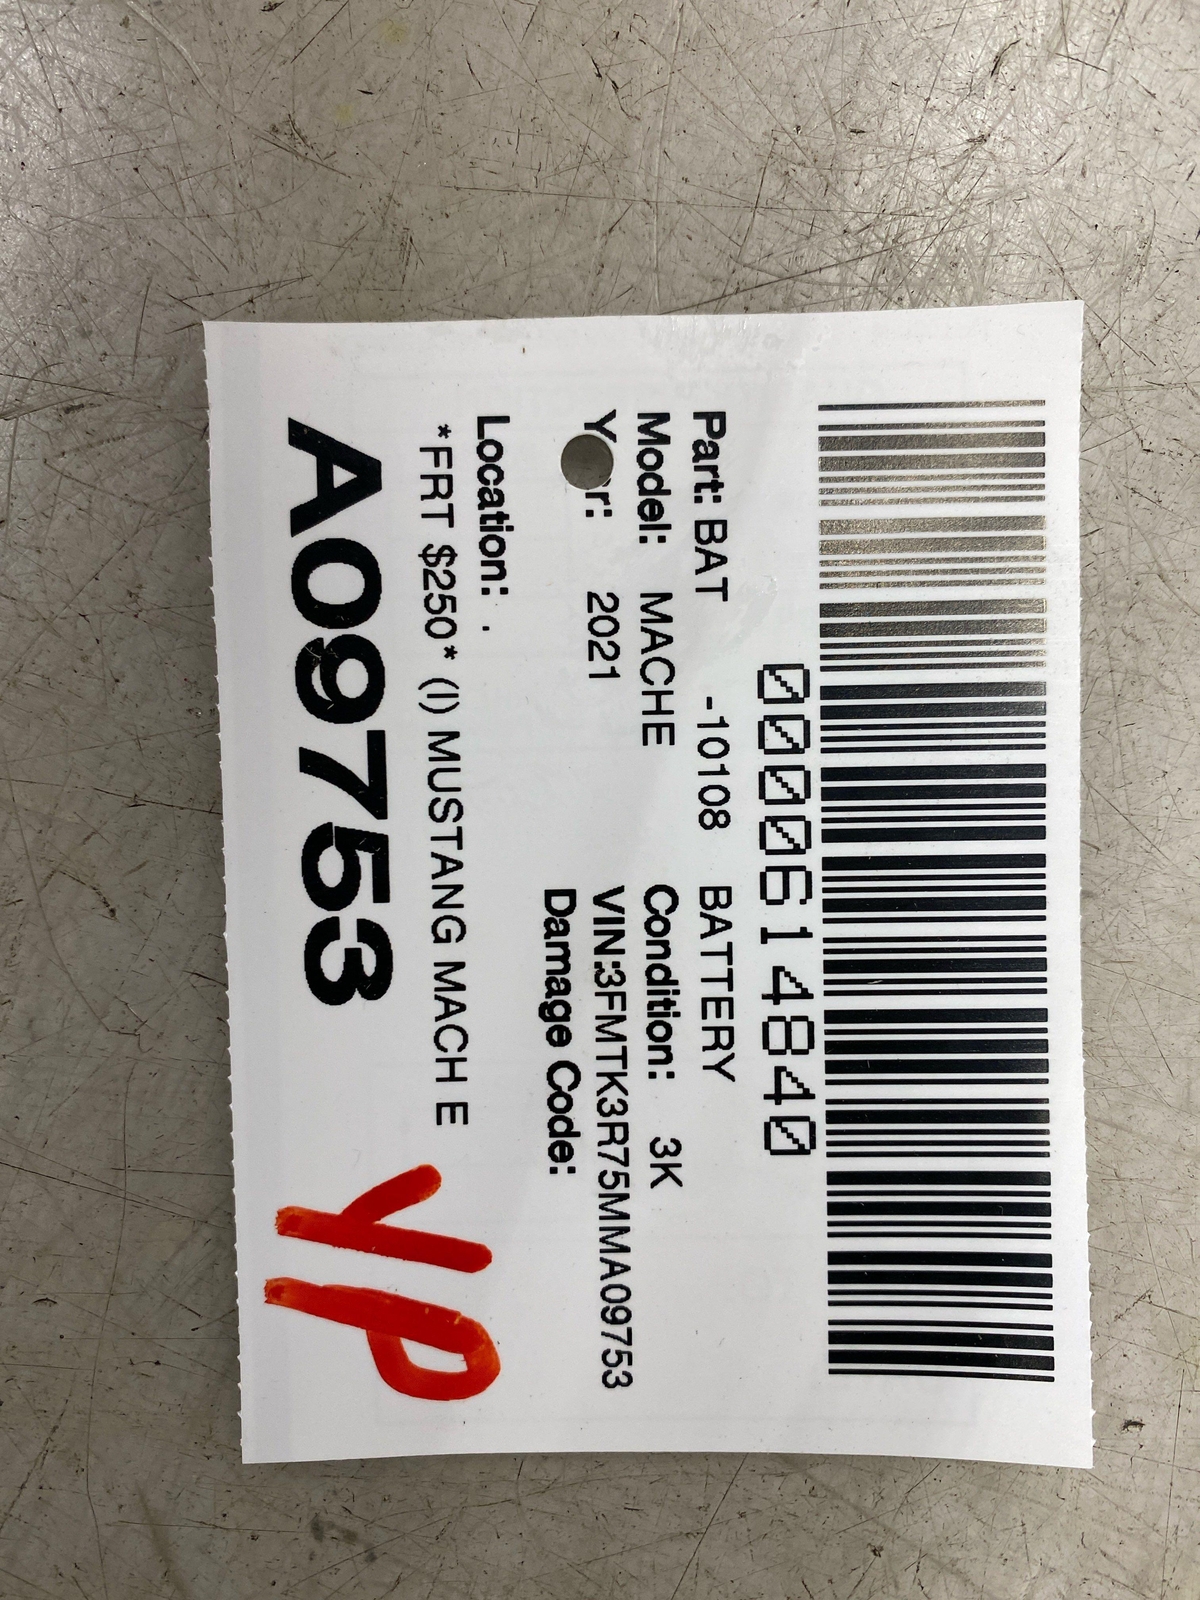 0000614840
Part: BAT -10108 BATTERY
Model: MACHE Condition: 3K
Year: 2021 VIN:3FMTK3R75MMA09753
Damage Code:
Location: .
*FRT $250* (I) MUSTANG MACH E
A09753
YP